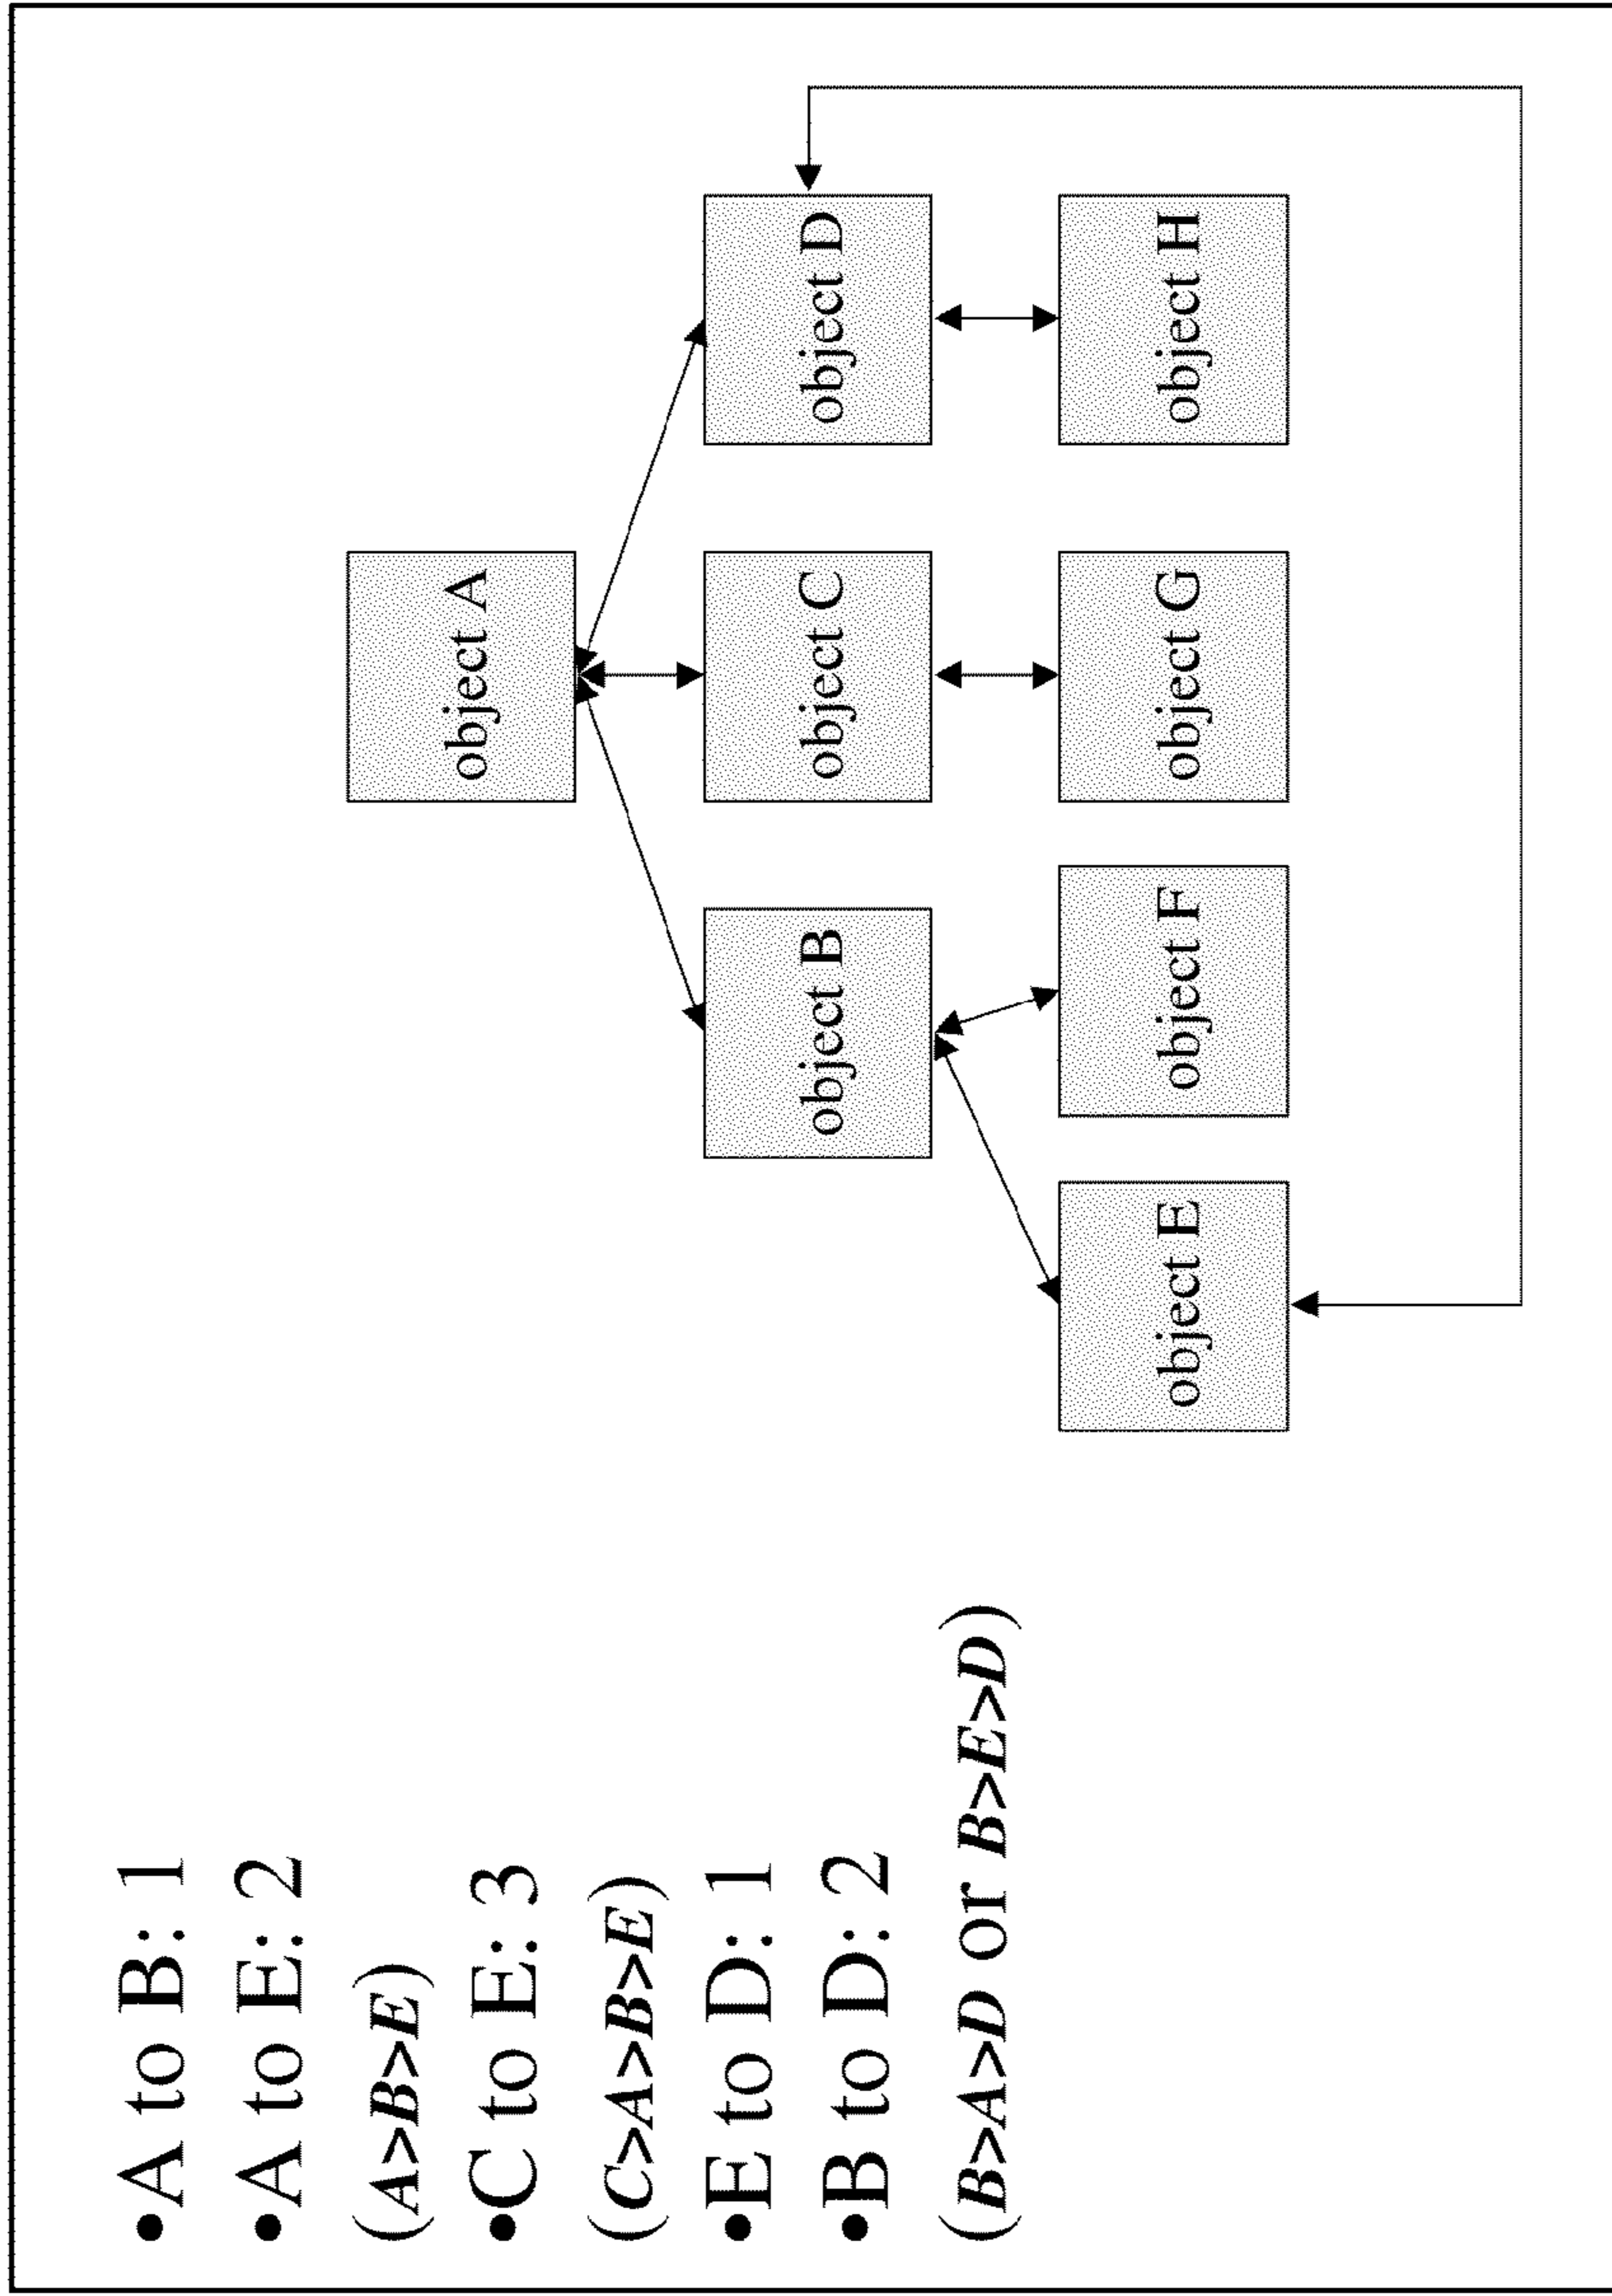 •A to B: 1
•A to E: 2
(A>B>E)
•C to E: 3
(C>A>B>E)
•E to D: 1
•B to D: 2
(B>A>D or B>E>D)
object A
object B
object C
object D
object E
object F
object G
object H